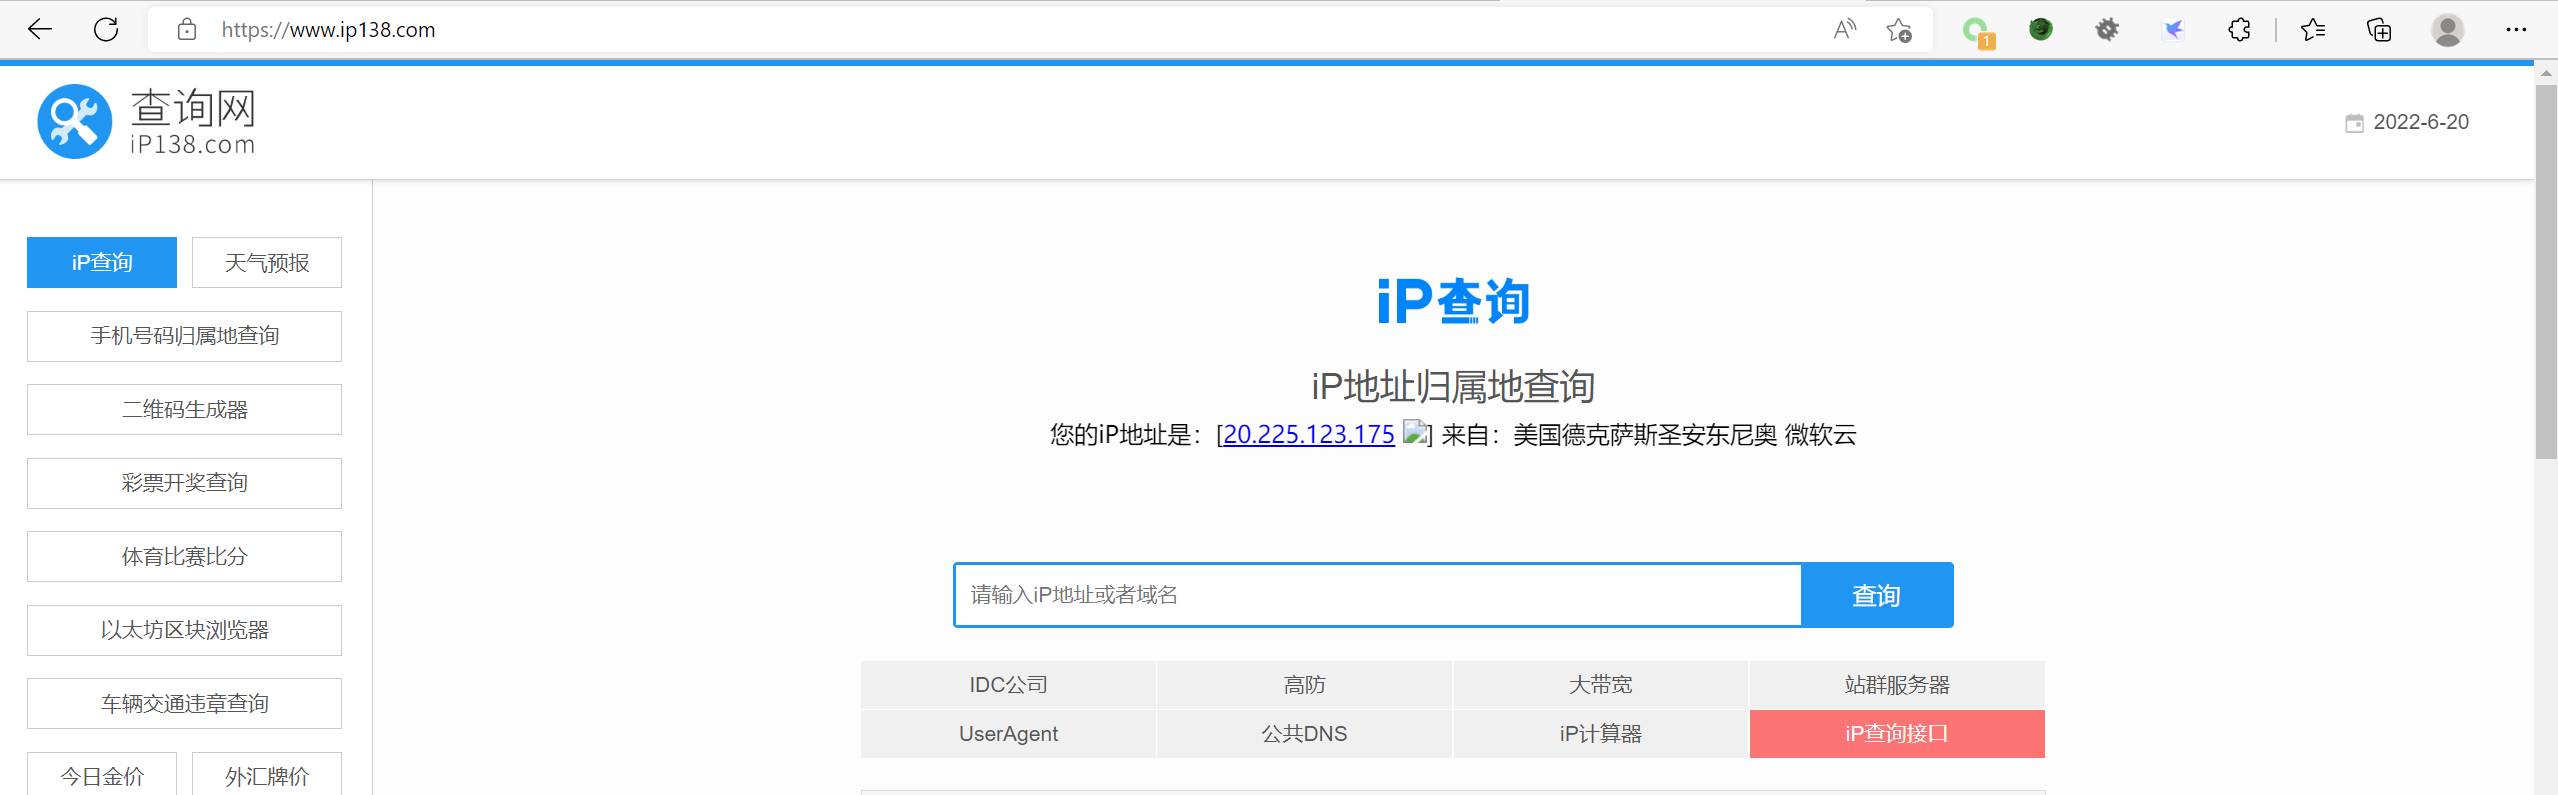 https://www.ip138.com
1
查询网
iP138.com
2022-6-20
iP查询
天气预报
手机号码归属地查询
二维码生成器
彩票开奖查询
体育比赛比分
以太坊区块浏览器
车辆交通违章查询
今日金价
外汇牌价
iP查询
iP地址归属地查询
您的iP地址是：[20.225.123.175 ] 来自：美国德克萨斯圣安东尼奥 微软云
请输入iP地址或者域名
查询
IDC公司
高防
大带宽
站群服务器
UserAgent
公共DNS
iP计算器
iP查询接口